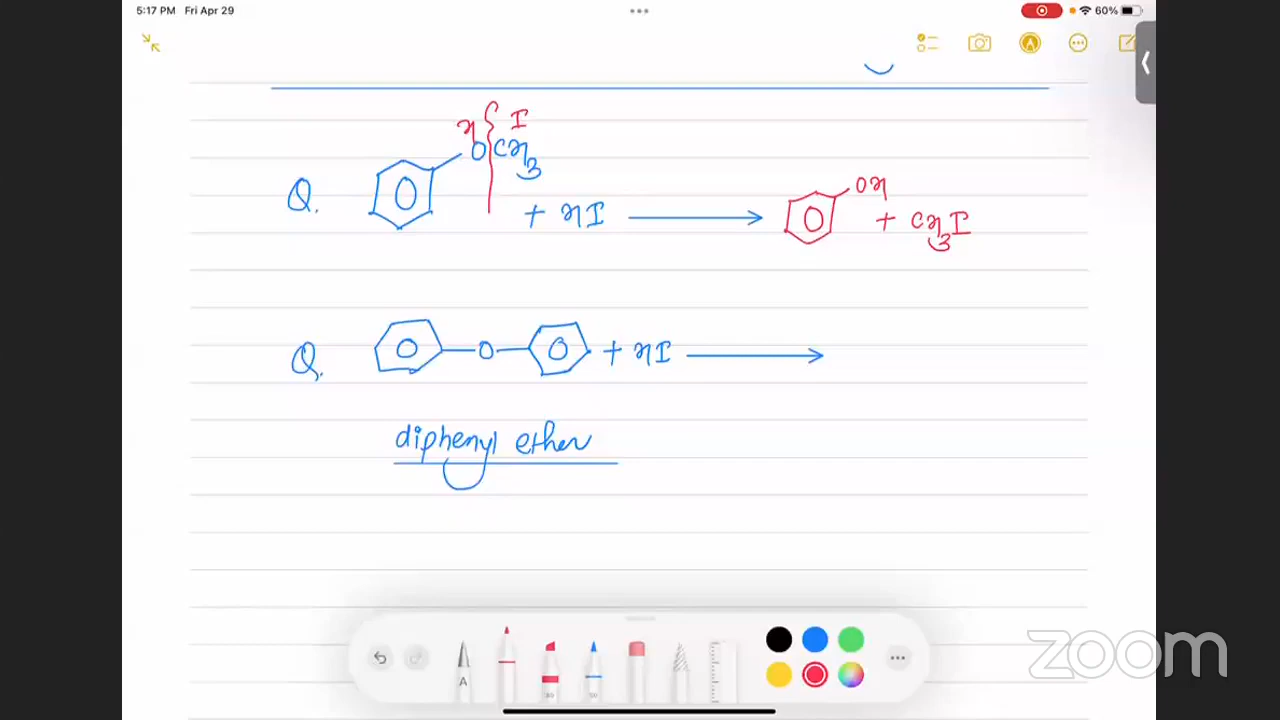 5:17 PM Fri Apr 29
60%
H I
OCH3
Q. + HI
OH
+ CH3I
Q. O + HI
diphenyl ether
A
zoom